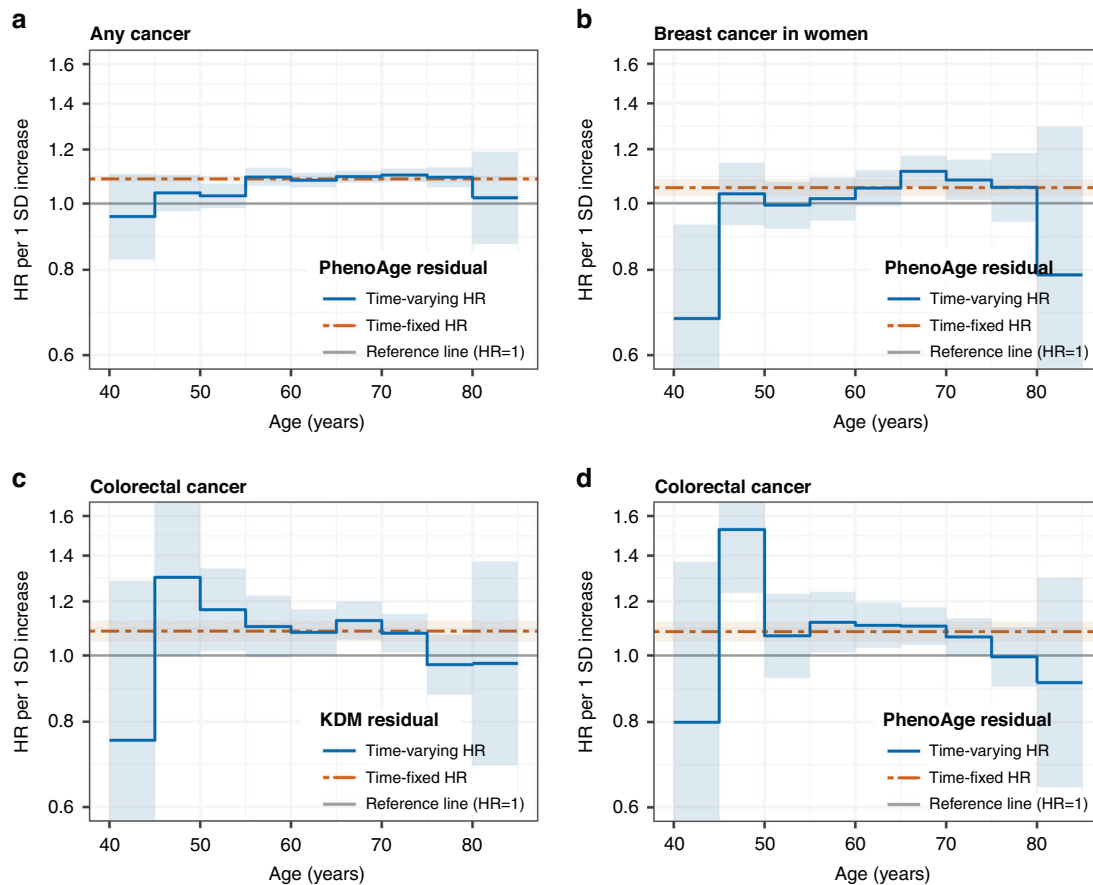 a
Any cancer
HR per 1 SD increase
1.6
1.4
1.2
1.0
0.8
0.6
PhenoAge residual
Time-varying HR
Time-fixed HR
Reference line (HR=1)
40 50 60 70 80
Age (years)
b
Breast cancer in women
HR per 1 SD increase
1.6
1.4
1.2
1.0
0.8
0.6
PhenoAge residual
Time-varying HR
Time-fixed HR
Reference line (HR=1)
40 50 60 70 80
Age (years)
c
Colorectal cancer
HR per 1 SD increase
1.6
1.4
1.2
1.0
0.8
0.6
KDM residual
Time-varying HR
Time-fixed HR
Reference line (HR=1)
40 50 60 70 80
Age (years)
d
Colorectal cancer
HR per 1 SD increase
1.6
1.4
1.2
1.0
0.8
0.6
PhenoAge residual
Time-varying HR
Time-fixed HR
Reference line (HR=1)
40 50 60 70 80
Age (years)